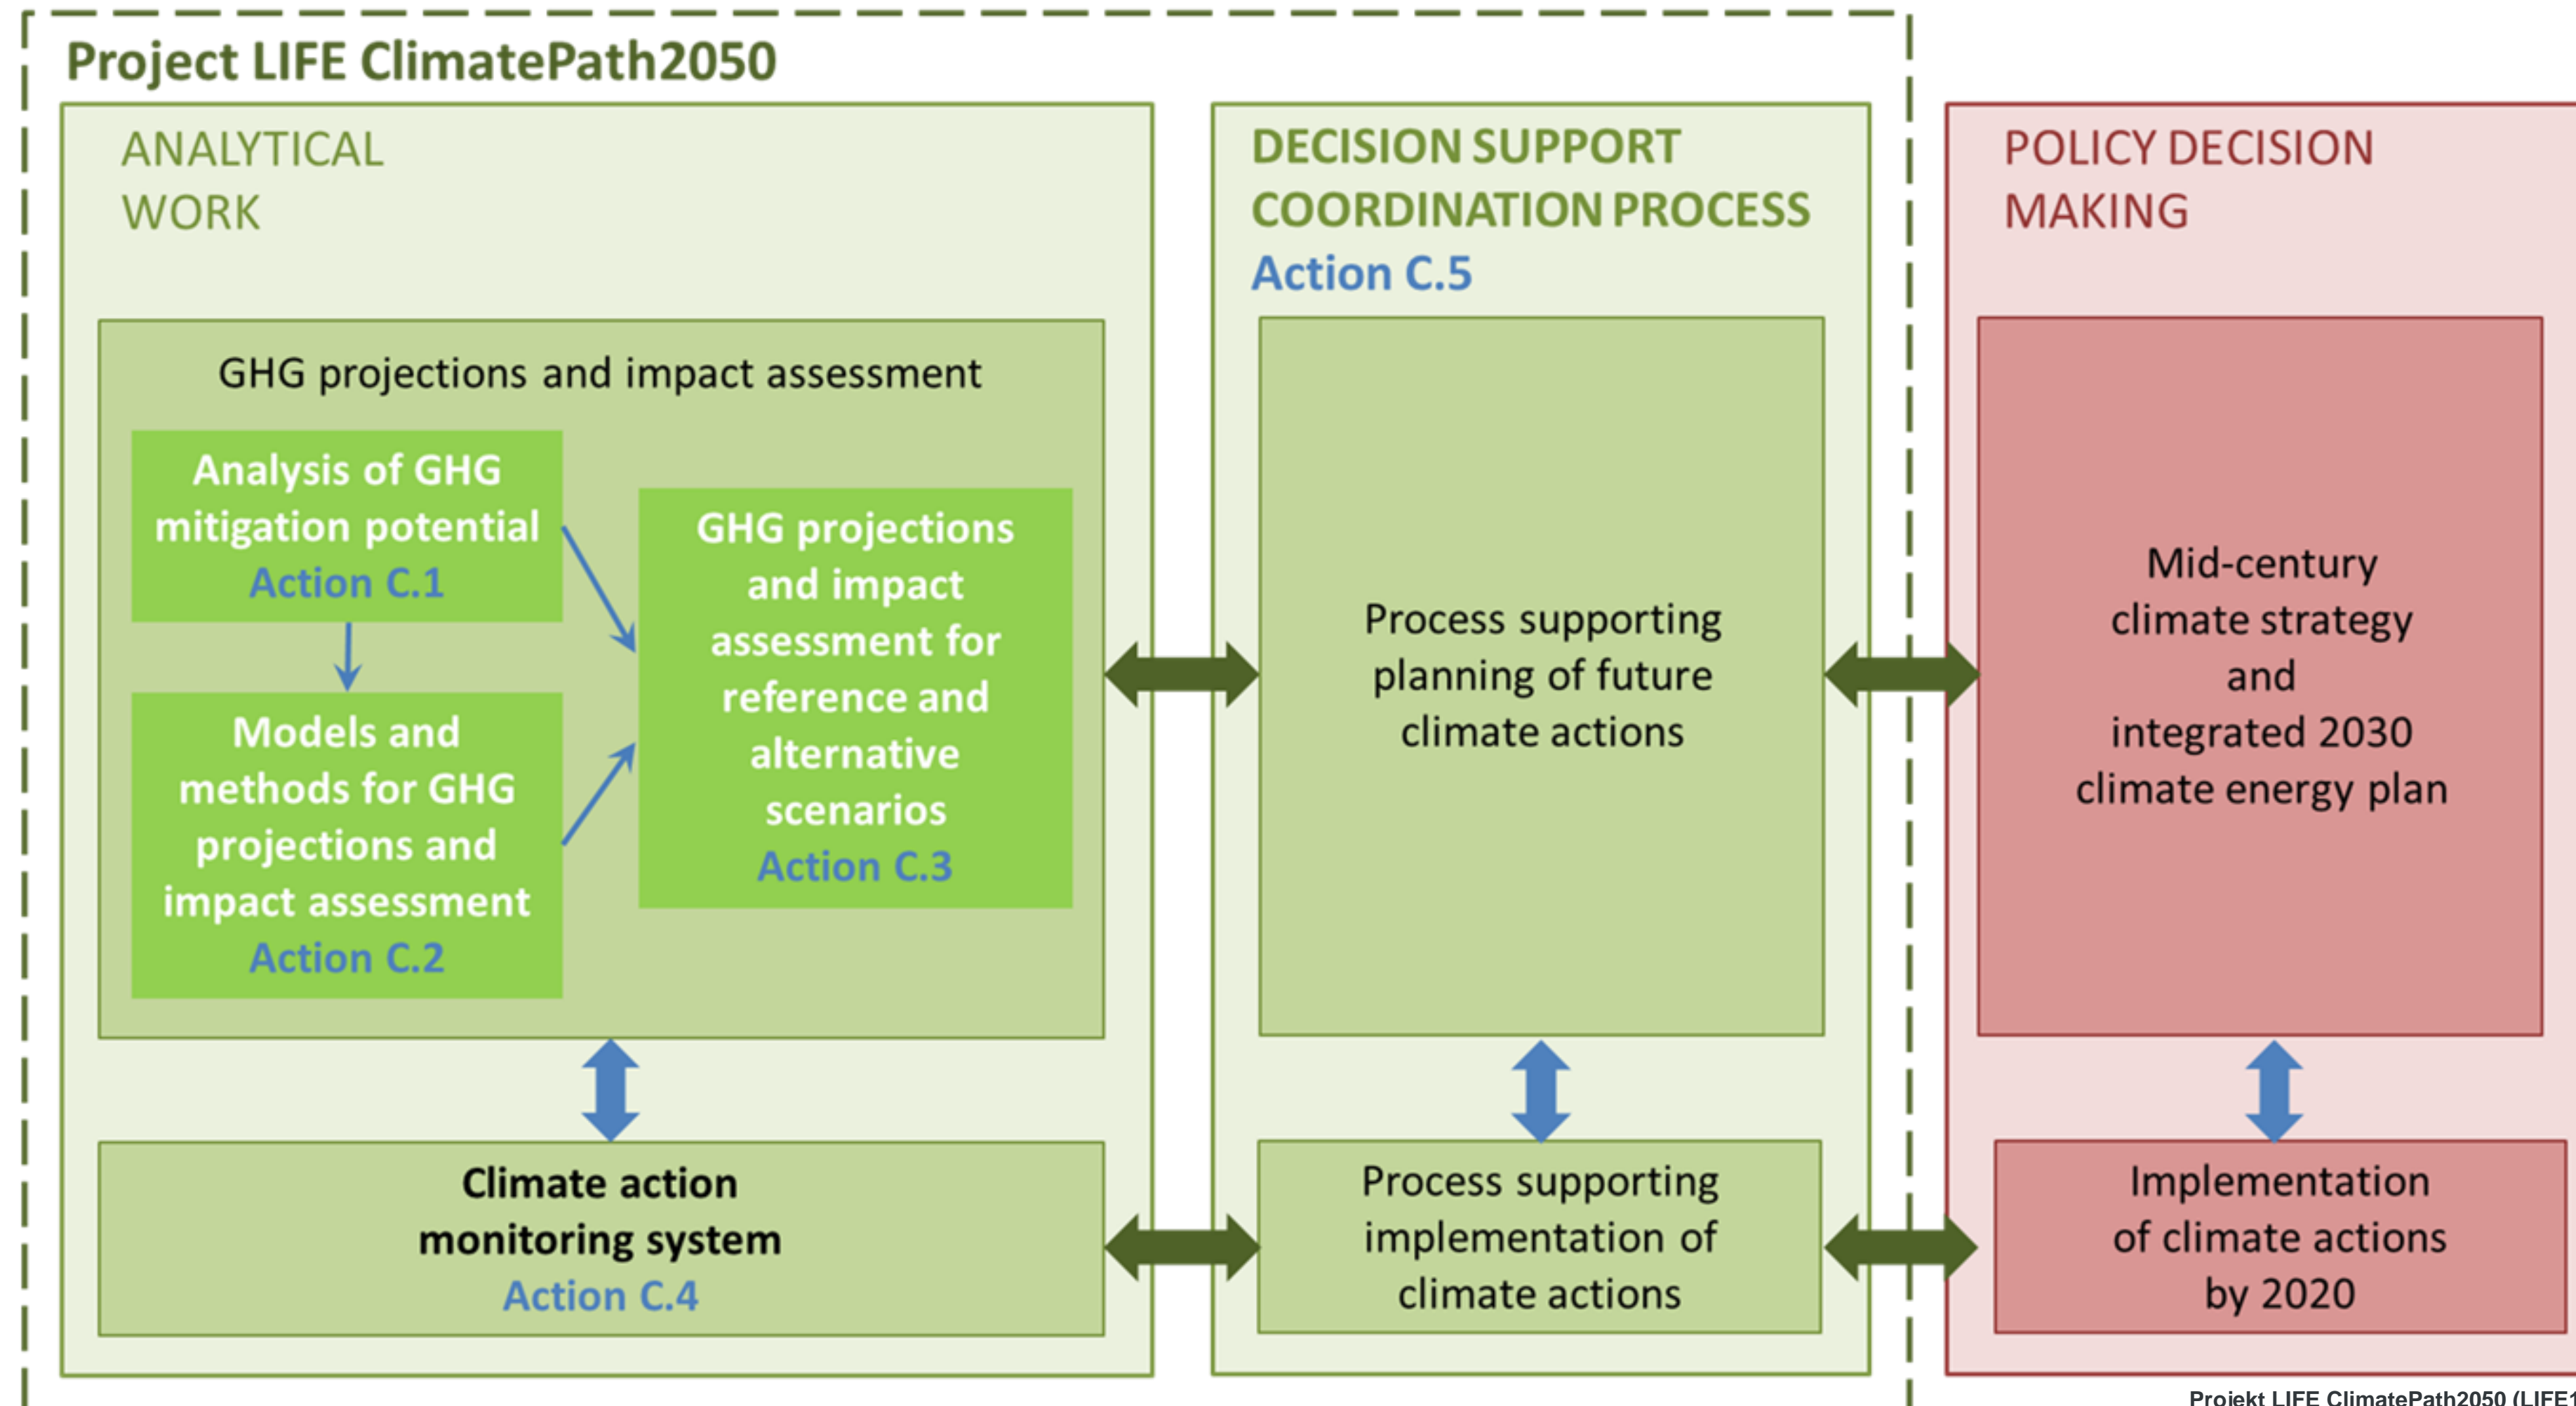 Project LIFE ClimatePath2050
ANALYTICAL
WORK
GHG projections and impact assessment
Analysis of GHG
mitigation potential
Action C.1
Models and
methods for GHG
projections and
impact assessment
Action C.2
GHG projections
and impact
assessment for
reference and
alternative
scenarios
Action C.3
Climate action
monitoring system
Action C.4
DECISION SUPPORT
COORDINATION PROCESS
Action C.5
Process supporting
planning of future
climate actions
Process supporting
implementation of
climate actions
POLICY DECISION
MAKING
Mid-century
climate strategy
and
integrated 2030
climate energy plan
Implementation
of climate actions
by 2020
Projekt LIFE ClimatePath2050 (LIFE1